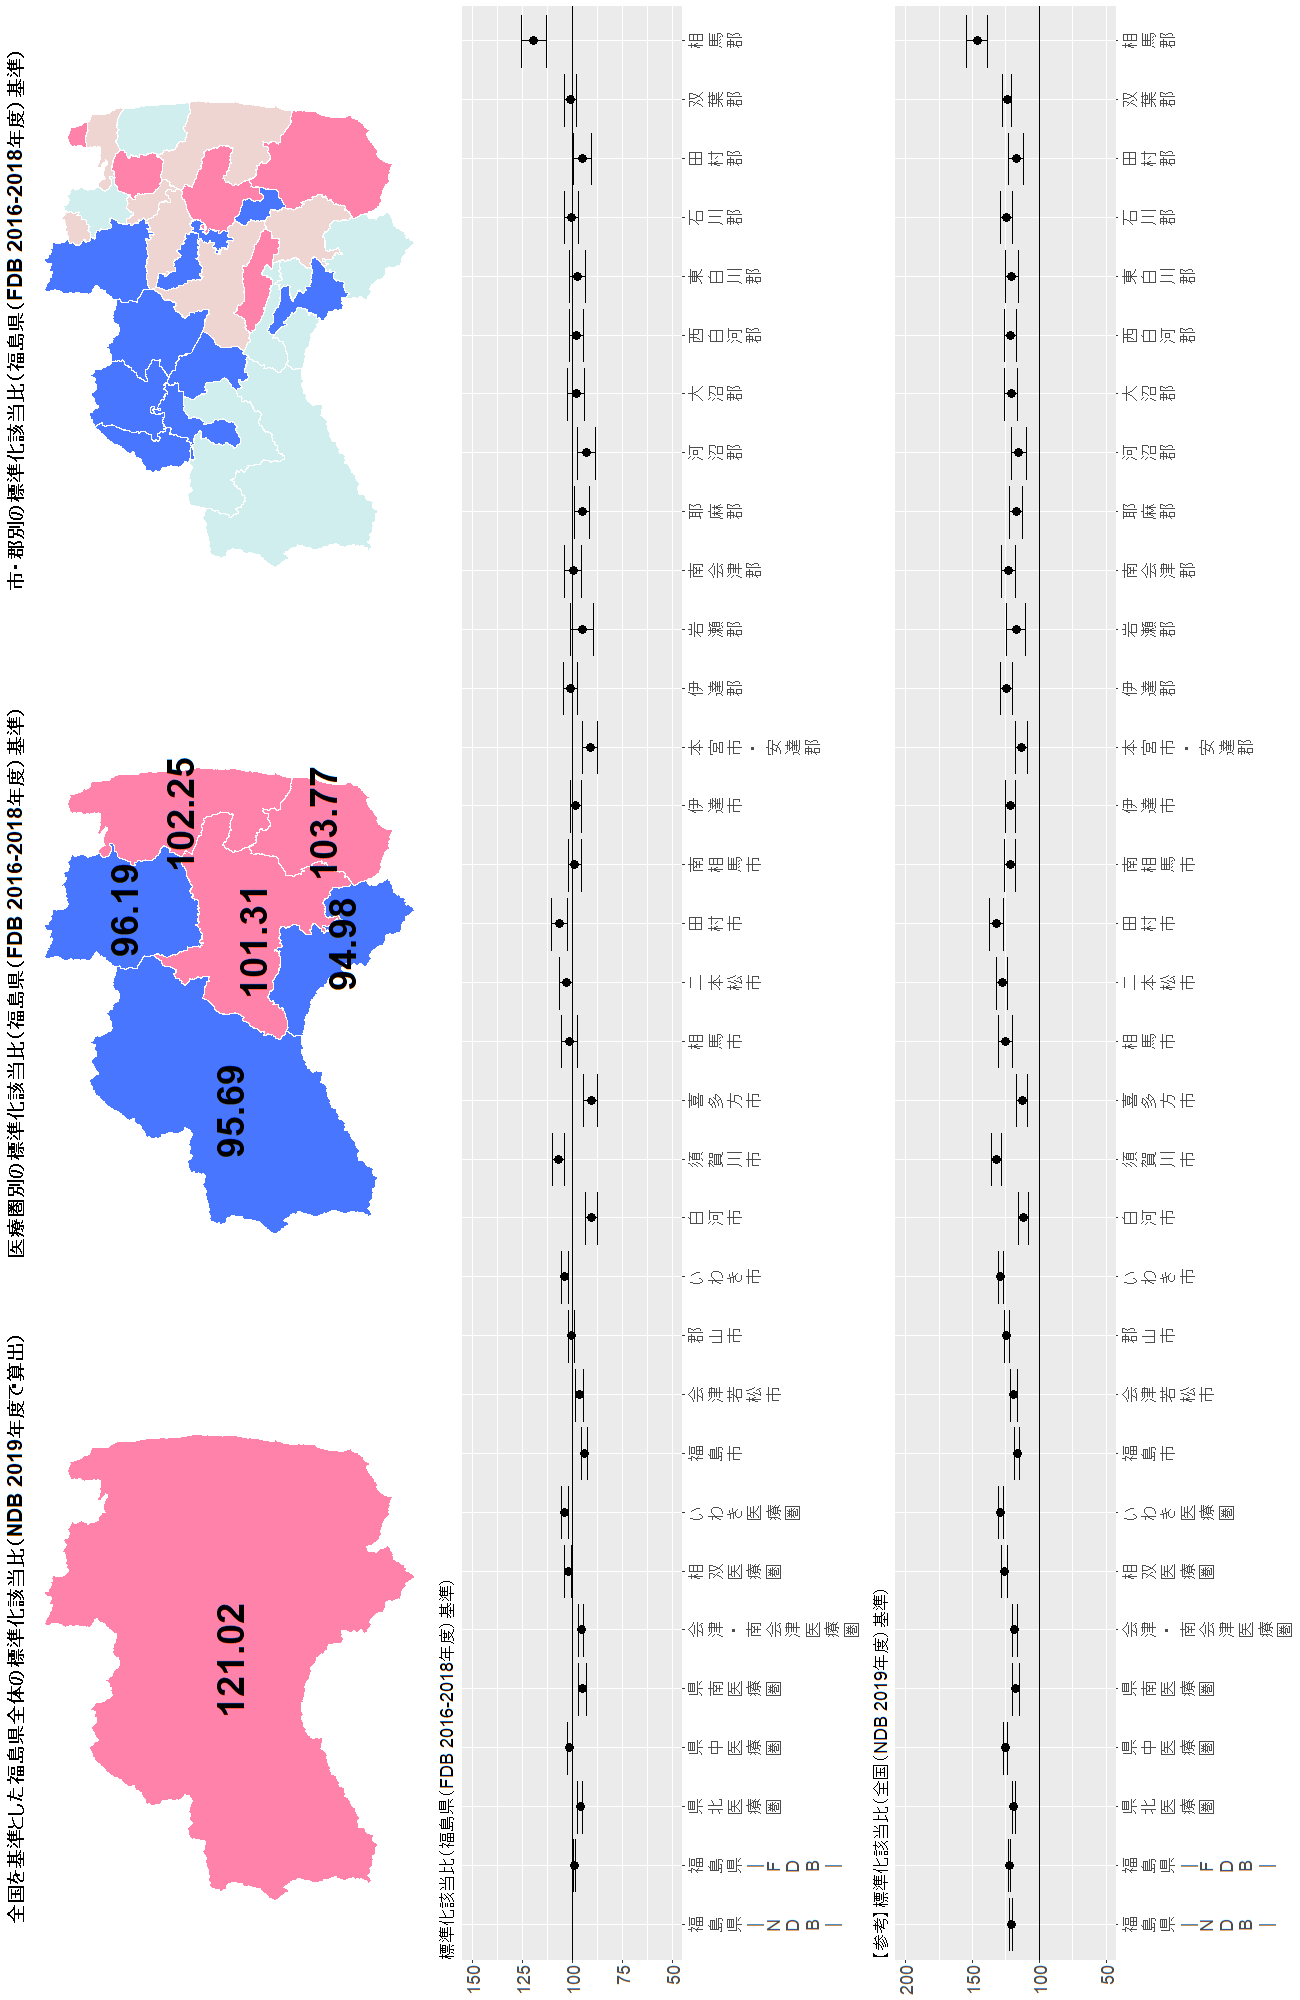 全国を基準とした福島県全体の標準化該当比(NDB 2019年度で算出)
医療圏別の標準化該当比(福島県(FDB 2016-2018年度)基準)
市・郡別の標準化該当比(福島県(FDB 2016-2018年度)基準)
121.02
95.69
96.19
101.31
94.98
102.25
103.77
標準化該当比(福島県(FDB 2016-2018年度)基準)
150
125
100
75
50
福島県|NDB|
福島県|FDB|
県北医療圏
県中医療圏
県南医療圏
会津・南会津医療圏
相双医療圏
いわき医療圏
福島市
会津若松市
郡山市
いわき市
白河市
須賀川市
喜多方市
相馬市
二本松市
田村市
南相馬市
伊達市
本宮市・安達郡
伊達郡
岩瀬郡
南会津郡
耶麻郡
河沼郡
大沼郡
西白河郡
東白川郡
石川郡
田村郡
双葉郡
相馬郡
【参考】標準化該当比(全国(NDB 2019年度)基準)
200
150
100
50
福島県|NDB|
福島県|FDB|
県北医療圏
県中医療圏
県南医療圏
会津・南会津医療圏
相双医療圏
いわき医療圏
福島市
会津若松市
郡山市
いわき市
白河市
須賀川市
喜多方市
相馬市
二本松市
田村市
南相馬市
伊達市
本宮市・安達郡
伊達郡
岩瀬郡
南会津郡
耶麻郡
河沼郡
大沼郡
西白河郡
東白川郡
石川郡
田村郡
双葉郡
相馬郡